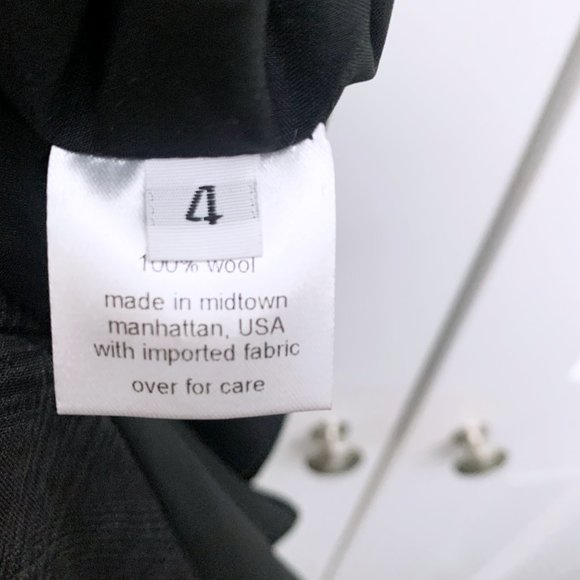 4
100% wool
made in midtown
manhattan, USA
with imported fabric
over for care